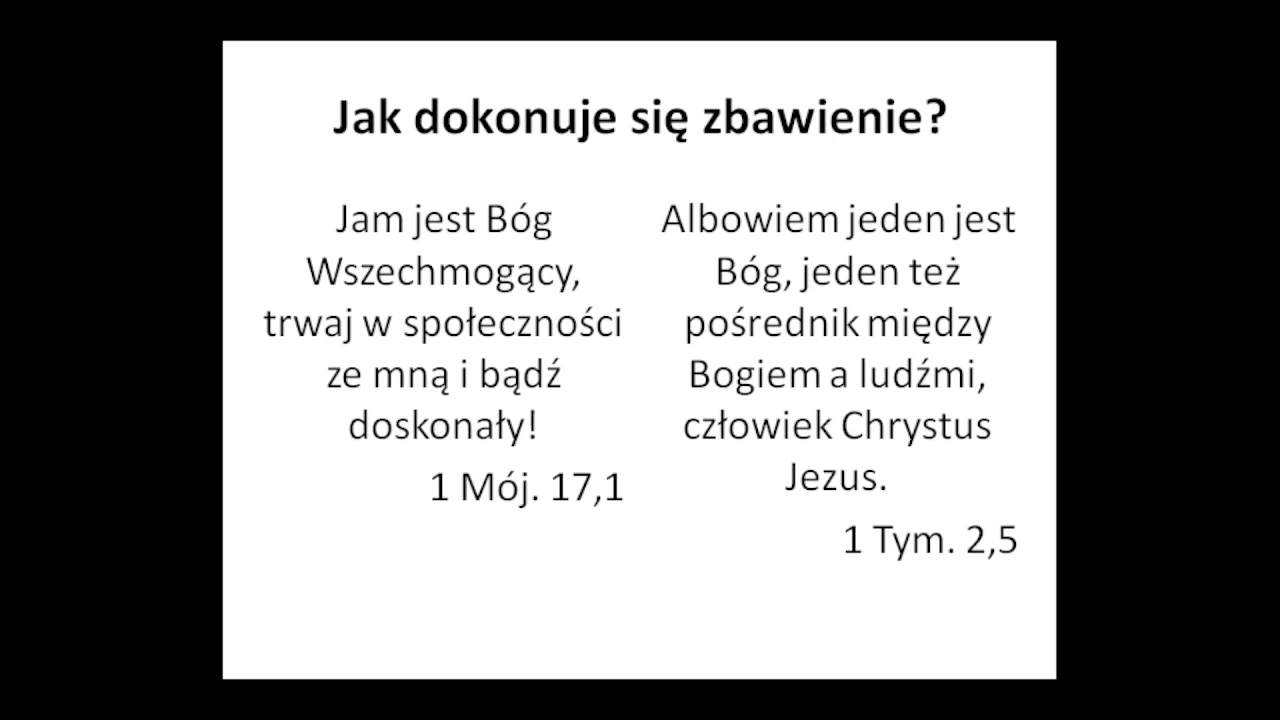 Jak dokonuje się zbawienie?
Jam jest Bóg
Wszechmogący,
trwaj w społeczności
ze mną i bądź
doskonały!
1 Mój. 17,1
Albowiem jeden jest
Bóg, jeden też
pośrednik między
Bogiem a ludźmi,
człowiek Chrystus
Jezus.
1 Tym. 2,5